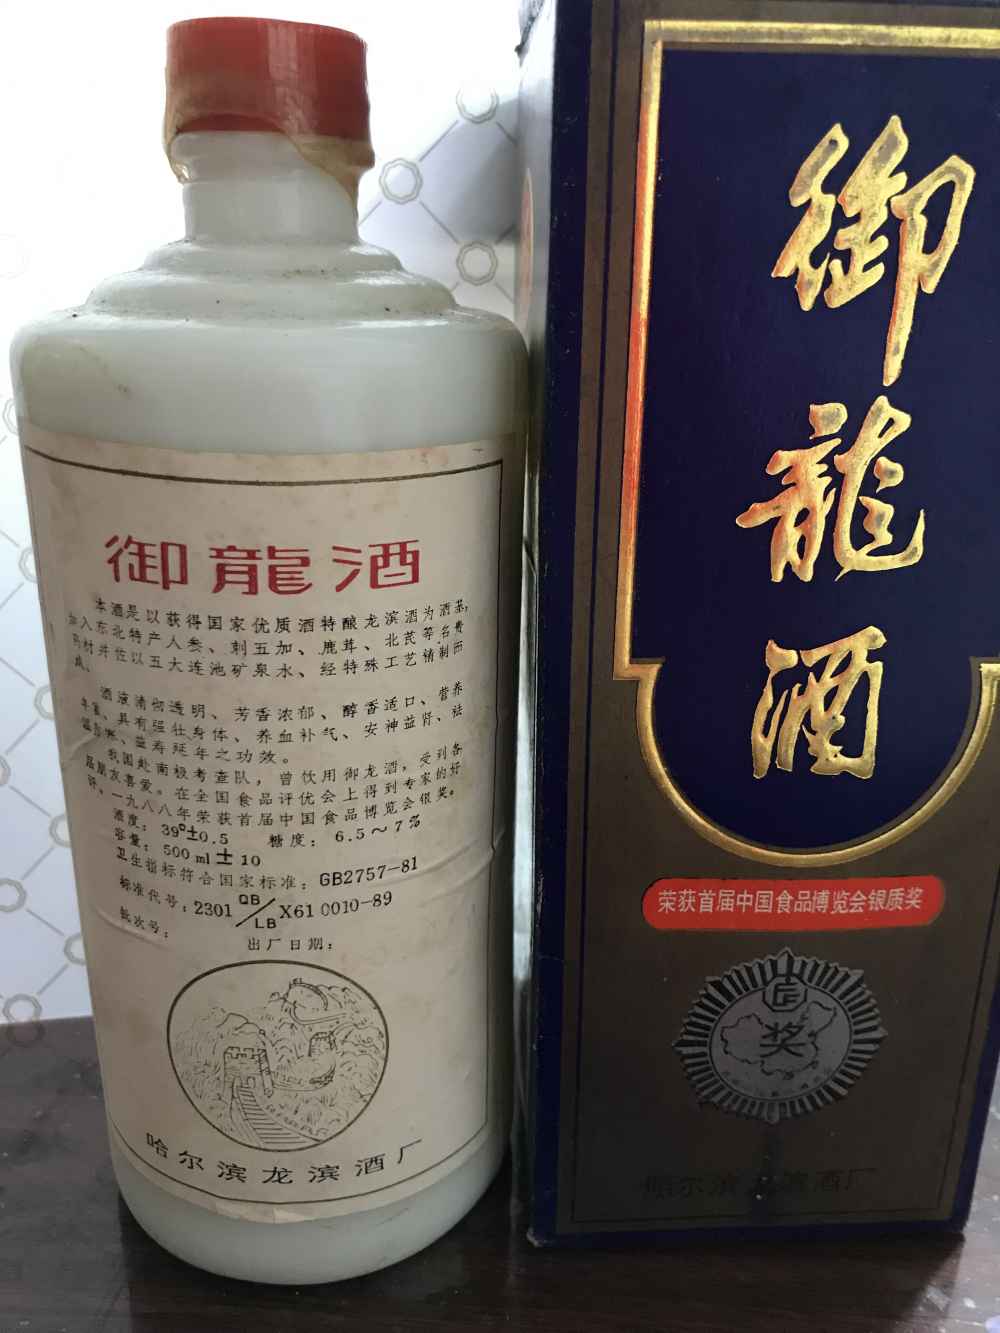 御龍酒
本酒是以获得国家优质酒特酿龙滨酒为酒基，
加入东北特产人叁、刺五加、鹿茸、北芪等名贵
药材并佐以五大连池矿泉水、经特殊工艺铸制而
成。
酒液清彻透明、芳香浓郁、醇香适口、营养
丰富、具有强壮身体、养血补气、安神益肾、祛
湿 益寿延年之功效。
我国赴南极考查队，曾饮用御龙酒，受到各
届朋友喜爱。在全国食品评优会上得到专家的好
评。一九八八年荣获首届中国食品博览会银奖。
酒度：39°±0.5 糖度：6.5～7%
容量：500ml±10
卫生指标符合国家标准：GB2757-81
标准代号：2301 QB/LB X61 0010-89
批次号：
出厂日期：
哈尔滨龙滨酒厂
御龍酒
荣获首届中国食品博览会银质奖
奖
哈尔滨龙滨酒厂